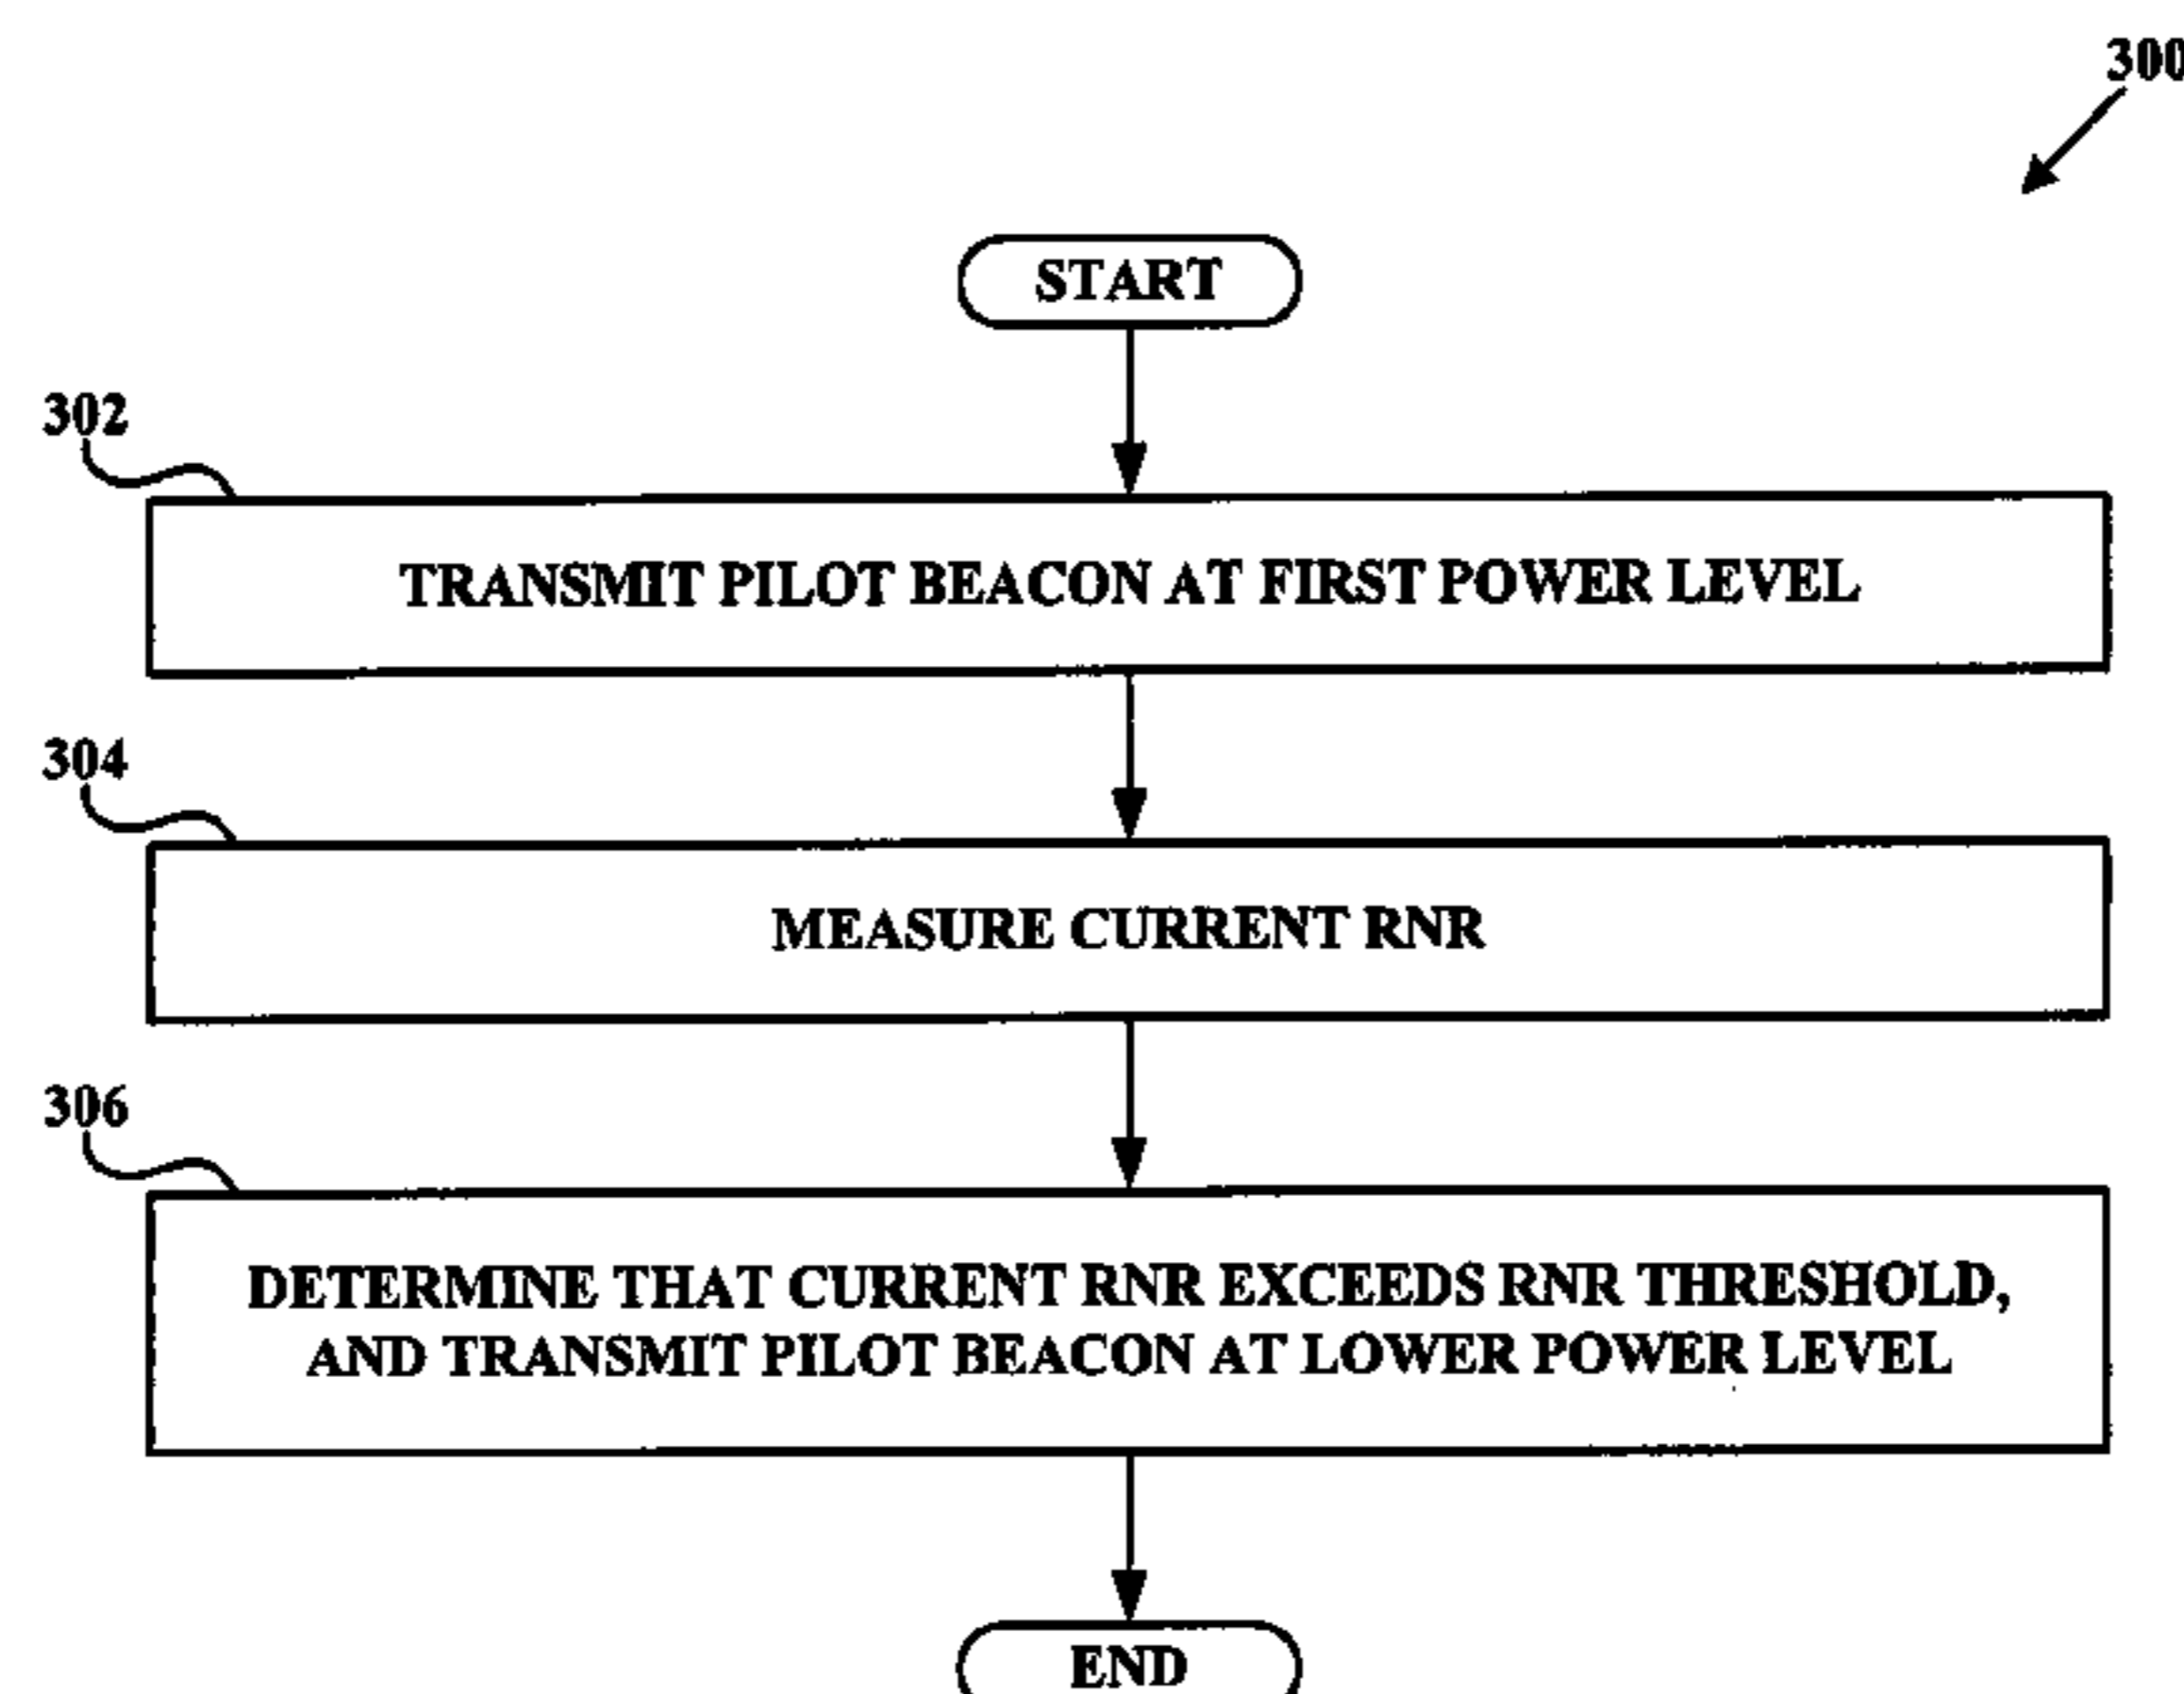 300
START
302
TRANSMIT PILOT BEACON AT FIRST POWER LEVEL
304
MEASURE CURRENT RNR
306
DETERMINE THAT CURRENT RNR EXCEEDS RNR THRESHOLD,
AND TRANSMIT PILOT BEACON AT LOWER POWER LEVEL
END